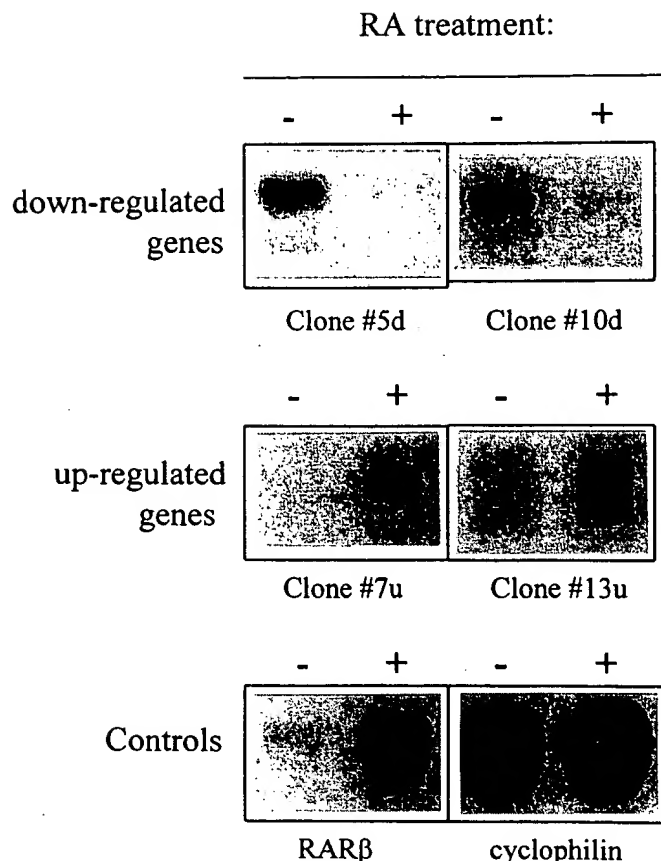 RA treatment:
- + - +
down-regulated
genes
Clone #5d Clone #10d
- + - +
up-regulated
genes
Clone #7u Clone #13u
- + - +
Controls
RARβ cyclophilin